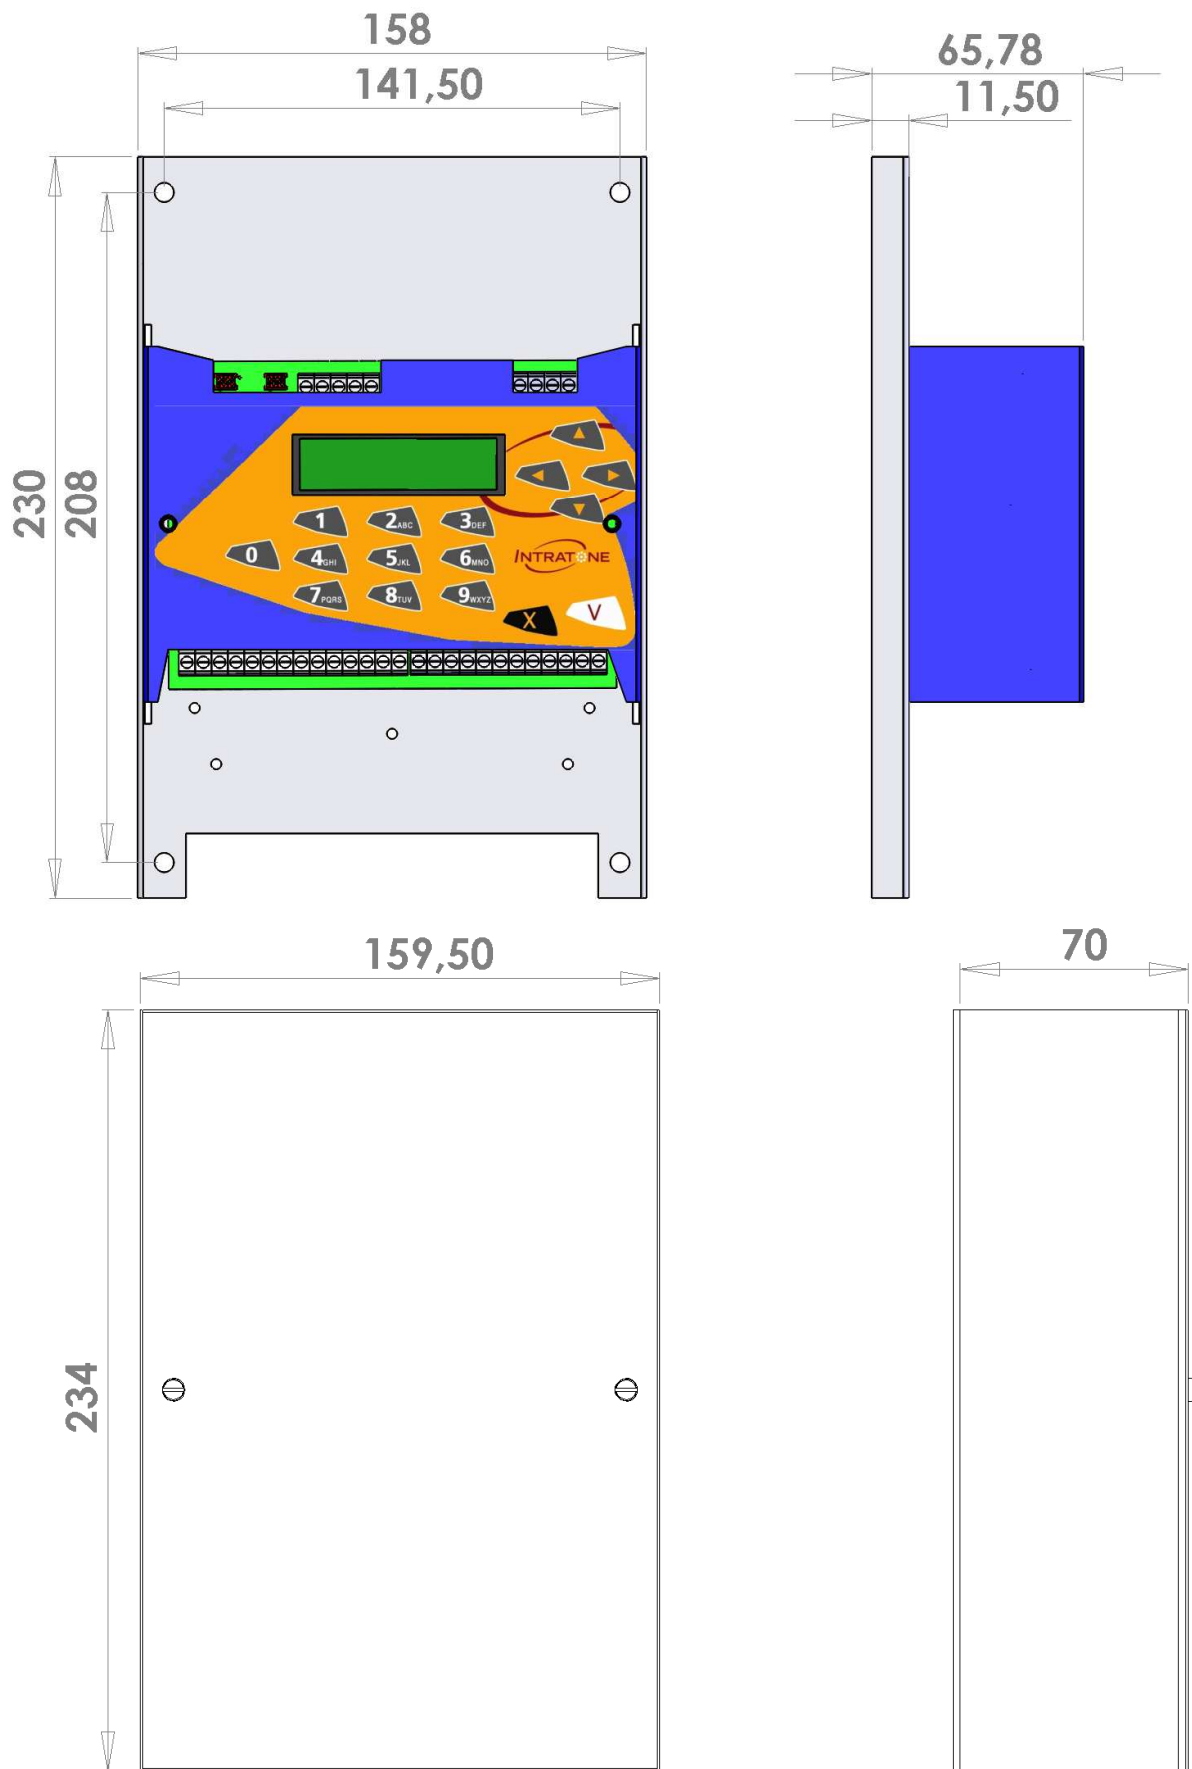 158
65,78
141,50
11,50
230
208
1
2ABC
3DEF
0
4GHI
5JKL
6MNO
INTRATONE
7PQRS
8TUV
9WXYZ
X
V
159,50
70
234